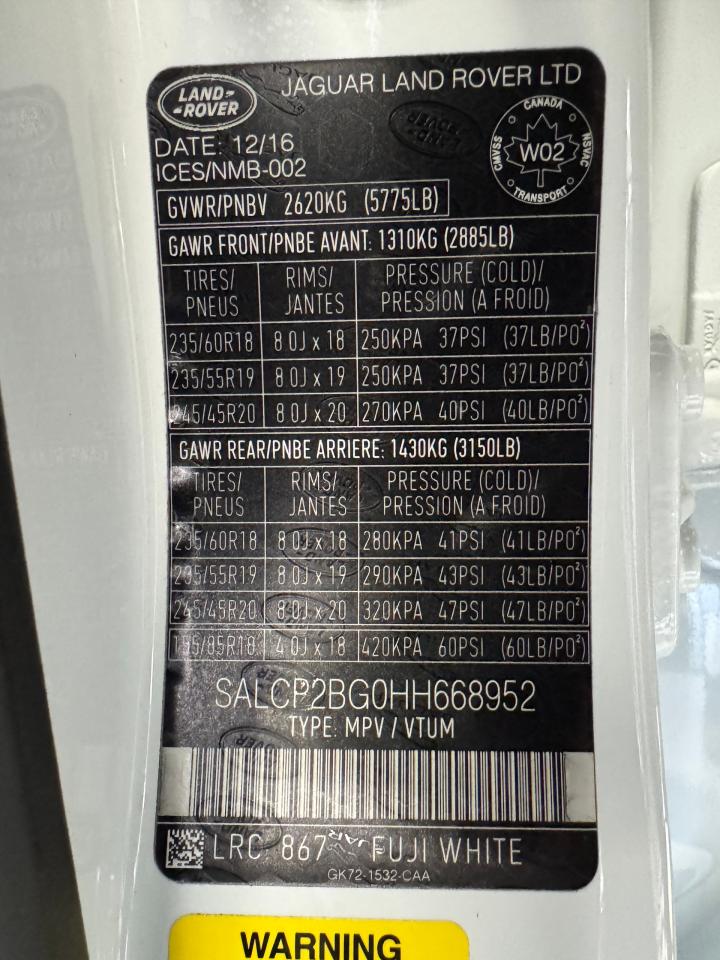 LAND-
-ROVER
JAGUAR LAND ROVER LTD
DATE: 12/16
ICES/NMB-002
CANADA
CMVSS
W02
NSVAC
TRANSPORT
GVWR/PNBV 2620KG (5775LB)
GAWR FRONT/PNBE AVANT: 1310KG (2885LB)
TIRES/ RIMS/ PRESSURE (COLD)/
PNEUS JANTES PRESSION (A FROID)
235/60R18 8.0J x 18 250KPA 37PSI (37LB/PO²)
235/55R19 8.0J x 19 250KPA 37PSI (37LB/PO²)
245/45R20 8.0J x 20 270KPA 40PSI (40LB/PO²)
GAWR REAR/PNBE ARRIERE: 1430KG (3150LB)
TIRES/ RIMS/ PRESSURE (COLD)/
PNEUS JANTES PRESSION (A FROID)
235/60R18 8.0J x 18 280KPA 41PSI (41LB/PO²)
235/55R19 8.0J x 19 290KPA 43PSI (43LB/PO²)
245/45R20 8.0J x 20 320KPA 47PSI (47LB/PO²)
195/85R18 4.0J x 18 420KPA 60PSI (60LB/PO²)
SALCP2BG0HH668952
TYPE: MPV / VTUM
LRC 867 FUJI WHITE
GK72-1532-CAA
WARNING